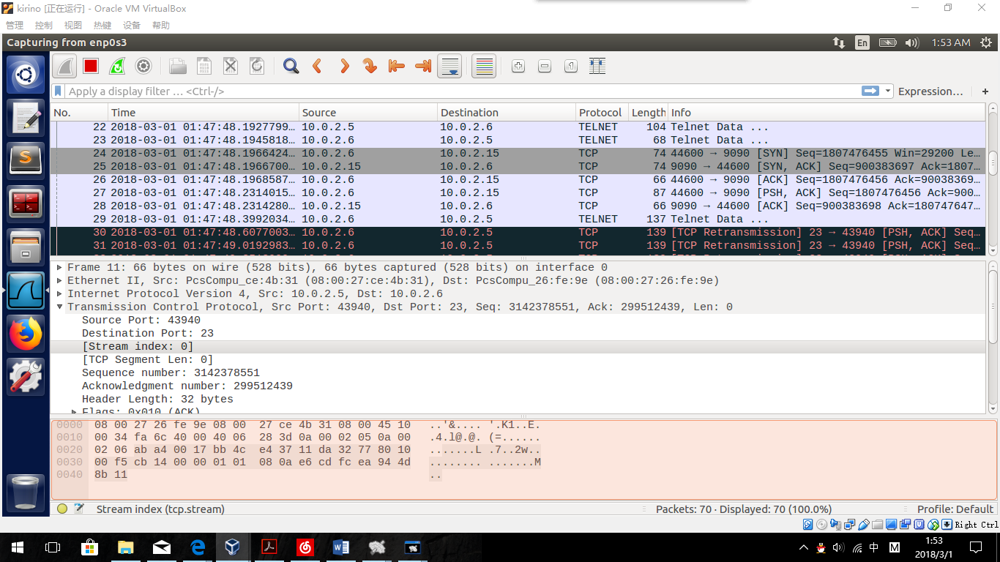 kirino [正在运行] - Oracle VM VirtualBox
管理 控制 视图 热键 设备 帮助
Capturing from enp0s3
En 1:53 AM
Apply a display filter … <Ctrl-/>
Expression… +
No. Time Source Destination Protocol Length Info
22 2018-03-01 01:47:48.1927799… 10.0.2.5 10.0.2.6 TELNET 104 Telnet Data ...
23 2018-03-01 01:47:48.1945818… 10.0.2.6 10.0.2.5 TELNET 68 Telnet Data ...
24 2018-03-01 01:47:48.1966424… 10.0.2.6 10.0.2.15 TCP 74 44600 → 9090 [SYN] Seq=1807476455 Win=29200 Le…
25 2018-03-01 01:47:48.1966700… 10.0.2.15 10.0.2.6 TCP 74 9090 → 44600 [SYN, ACK] Seq=900383697 Ack=1807…
26 2018-03-01 01:47:48.1968587… 10.0.2.6 10.0.2.15 TCP 66 44600 → 9090 [ACK] Seq=1807476456 Ack=90038369…
27 2018-03-01 01:47:48.2314015… 10.0.2.6 10.0.2.15 TCP 87 44600 → 9090 [PSH, ACK] Seq=1807476456 Ack=900…
28 2018-03-01 01:47:48.2314280… 10.0.2.15 10.0.2.6 TCP 66 9090 → 44600 [ACK] Seq=900383698 Ack=180747647…
29 2018-03-01 01:47:48.3992034… 10.0.2.6 10.0.2.5 TELNET 137 Telnet Data ...
30 2018-03-01 01:47:48.6077003… 10.0.2.6 10.0.2.5 TCP 139 [TCP Retransmission] 23 → 43940 [PSH, ACK] Seq…
31 2018-03-01 01:47:49.0192983… 10.0.2.6 10.0.2.5 TCP 139 [TCP Retransmission] 23 → 43940 [PSH, ACK] Seq…
Frame 11: 66 bytes on wire (528 bits), 66 bytes captured (528 bits) on interface 0
Ethernet II, Src: PcsCompu_ce:4b:31 (08:00:27:ce:4b:31), Dst: PcsCompu_26:fe:9e (08:00:27:26:fe:9e)
Internet Protocol Version 4, Src: 10.0.2.5, Dst: 10.0.2.6
Transmission Control Protocol, Src Port: 43940, Dst Port: 23, Seq: 3142378551, Ack: 299512439, Len: 0
Source Port: 43940
Destination Port: 23
[Stream index: 0]
[TCP Segment Len: 0]
Sequence number: 3142378551
Acknowledgment number: 299512439
Header Length: 32 bytes
Flags: 0x010 (ACK)
0000 08 00 27 26 fe 9e 08 00 27 ce 4b 31 08 00 45 10 ..'&.... '.K1..E.
0010 00 34 fa 6c 40 00 40 06 28 3d 0a 00 02 05 0a 00 .4.l@.@. (=......
0020 02 06 ab a4 00 17 bb 4c e4 37 11 da 32 77 80 10 .......L .7..2w..
0030 00 f5 cb 14 00 00 01 01 08 0a e6 cd fc ea 94 4d ........ .......M
0040 8b 11 ..
Stream index (tcp.stream) Packets: 70 · Displayed: 70 (100.0%) Profile: Default
Right Ctrl
中 M 1:53
2018/3/1